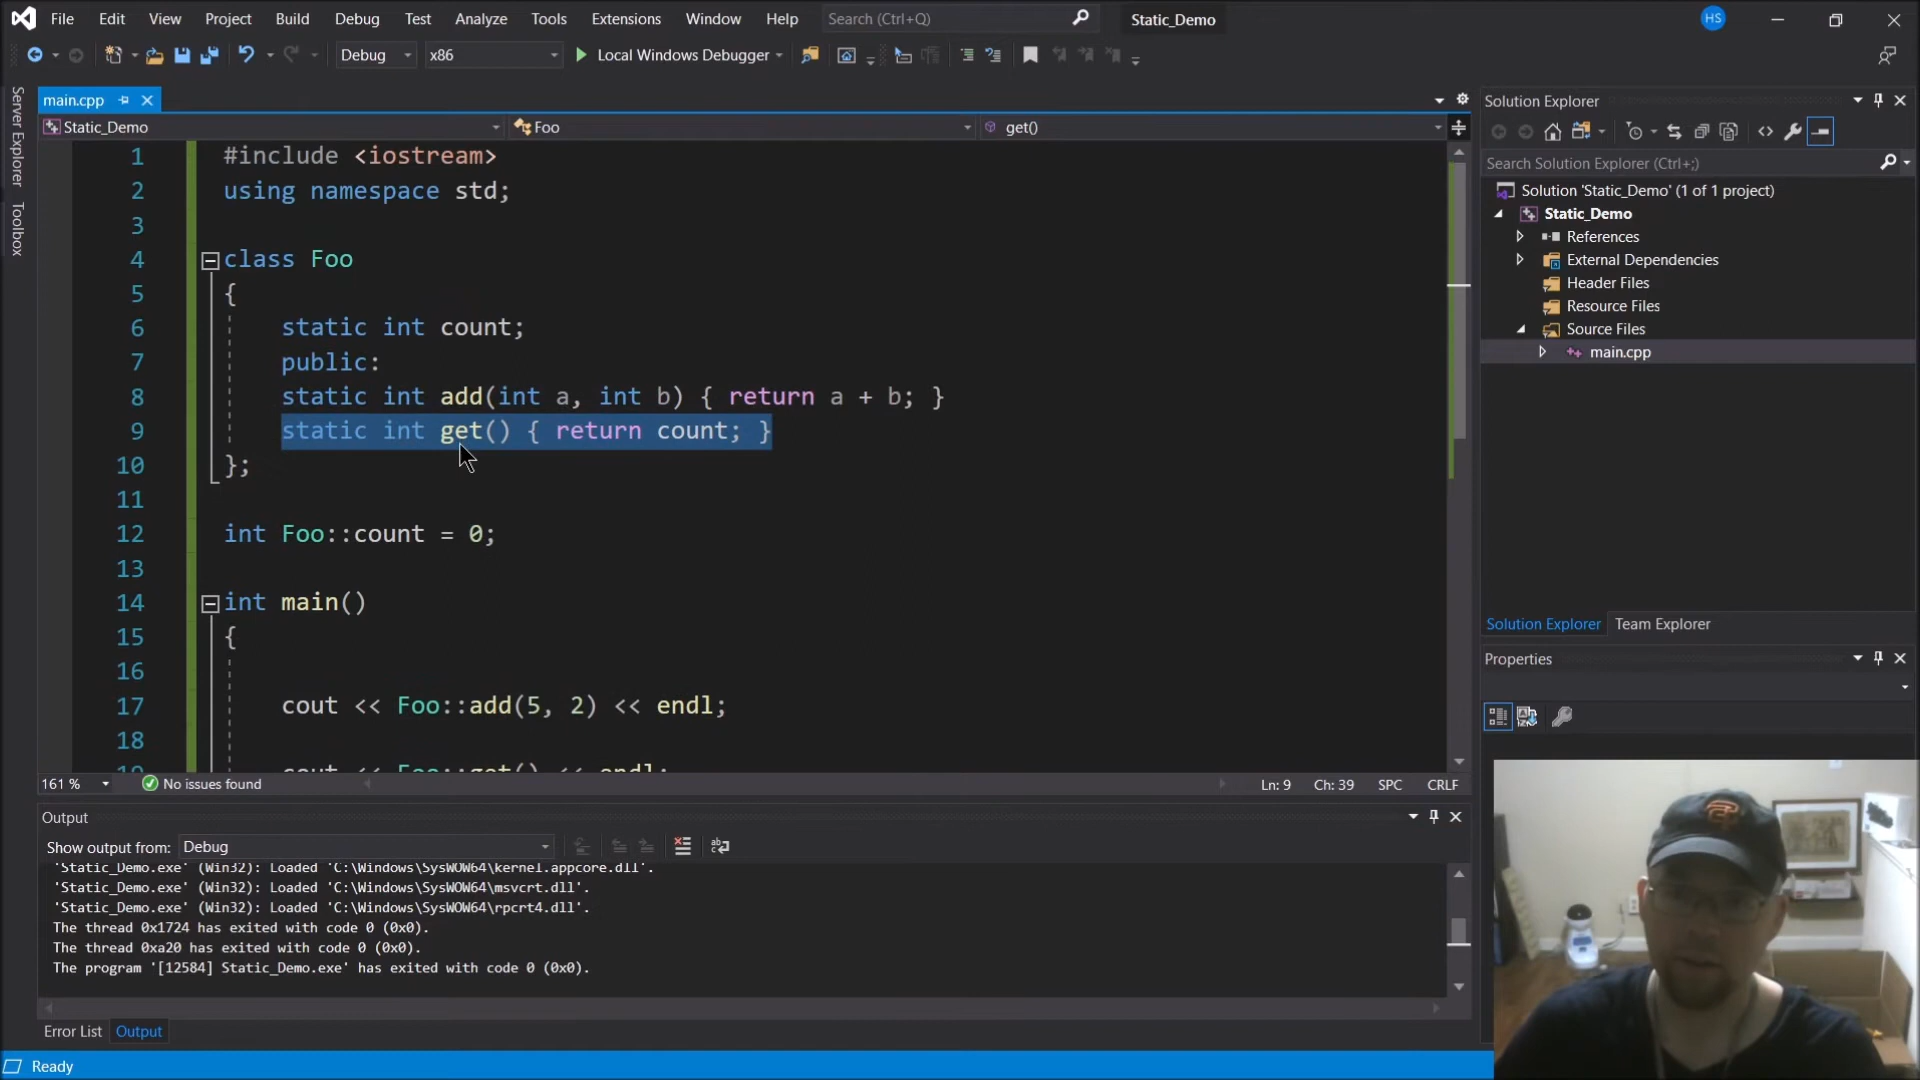 File Edit View Project Build Debug Test Analyze Tools Extensions Window Help Search (Ctrl+Q) Static_Demo HS
Debug x86 Local Windows Debugger
Server Explorer
Toolbox
main.cpp
Static_Demo Foo get()
1 #include <iostream>
2 using namespace std;
3
4 class Foo
5 {
6 static int count;
7 public:
8 static int add(int a, int b) { return a + b; }
9 static int get() { return count; }
10 };
11
12 int Foo::count = 0;
13
14 int main()
15 {
16
17 cout << Foo::add(5, 2) << endl;
18
19 cout << Foo::get() << endl;
161 % No issues found Ln: 9 Ch: 39 SPC CRLF
Output
Show output from: Debug
'Static_Demo.exe' (Win32): Loaded 'C:\Windows\SysWOW64\kernel.appcore.dll'.
'Static_Demo.exe' (Win32): Loaded 'C:\Windows\SysWOW64\msvcrt.dll'.
'Static_Demo.exe' (Win32): Loaded 'C:\Windows\SysWOW64\rpcrt4.dll'.
The thread 0x1724 has exited with code 0 (0x0).
The thread 0xa20 has exited with code 0 (0x0).
The program '[12584] Static_Demo.exe' has exited with code 0 (0x0).
Error List Output
Ready
Solution Explorer
Search Solution Explorer (Ctrl+;)
Solution 'Static_Demo' (1 of 1 project)
Static_Demo
References
External Dependencies
Header Files
Resource Files
Source Files
main.cpp
Solution Explorer Team Explorer
Properties